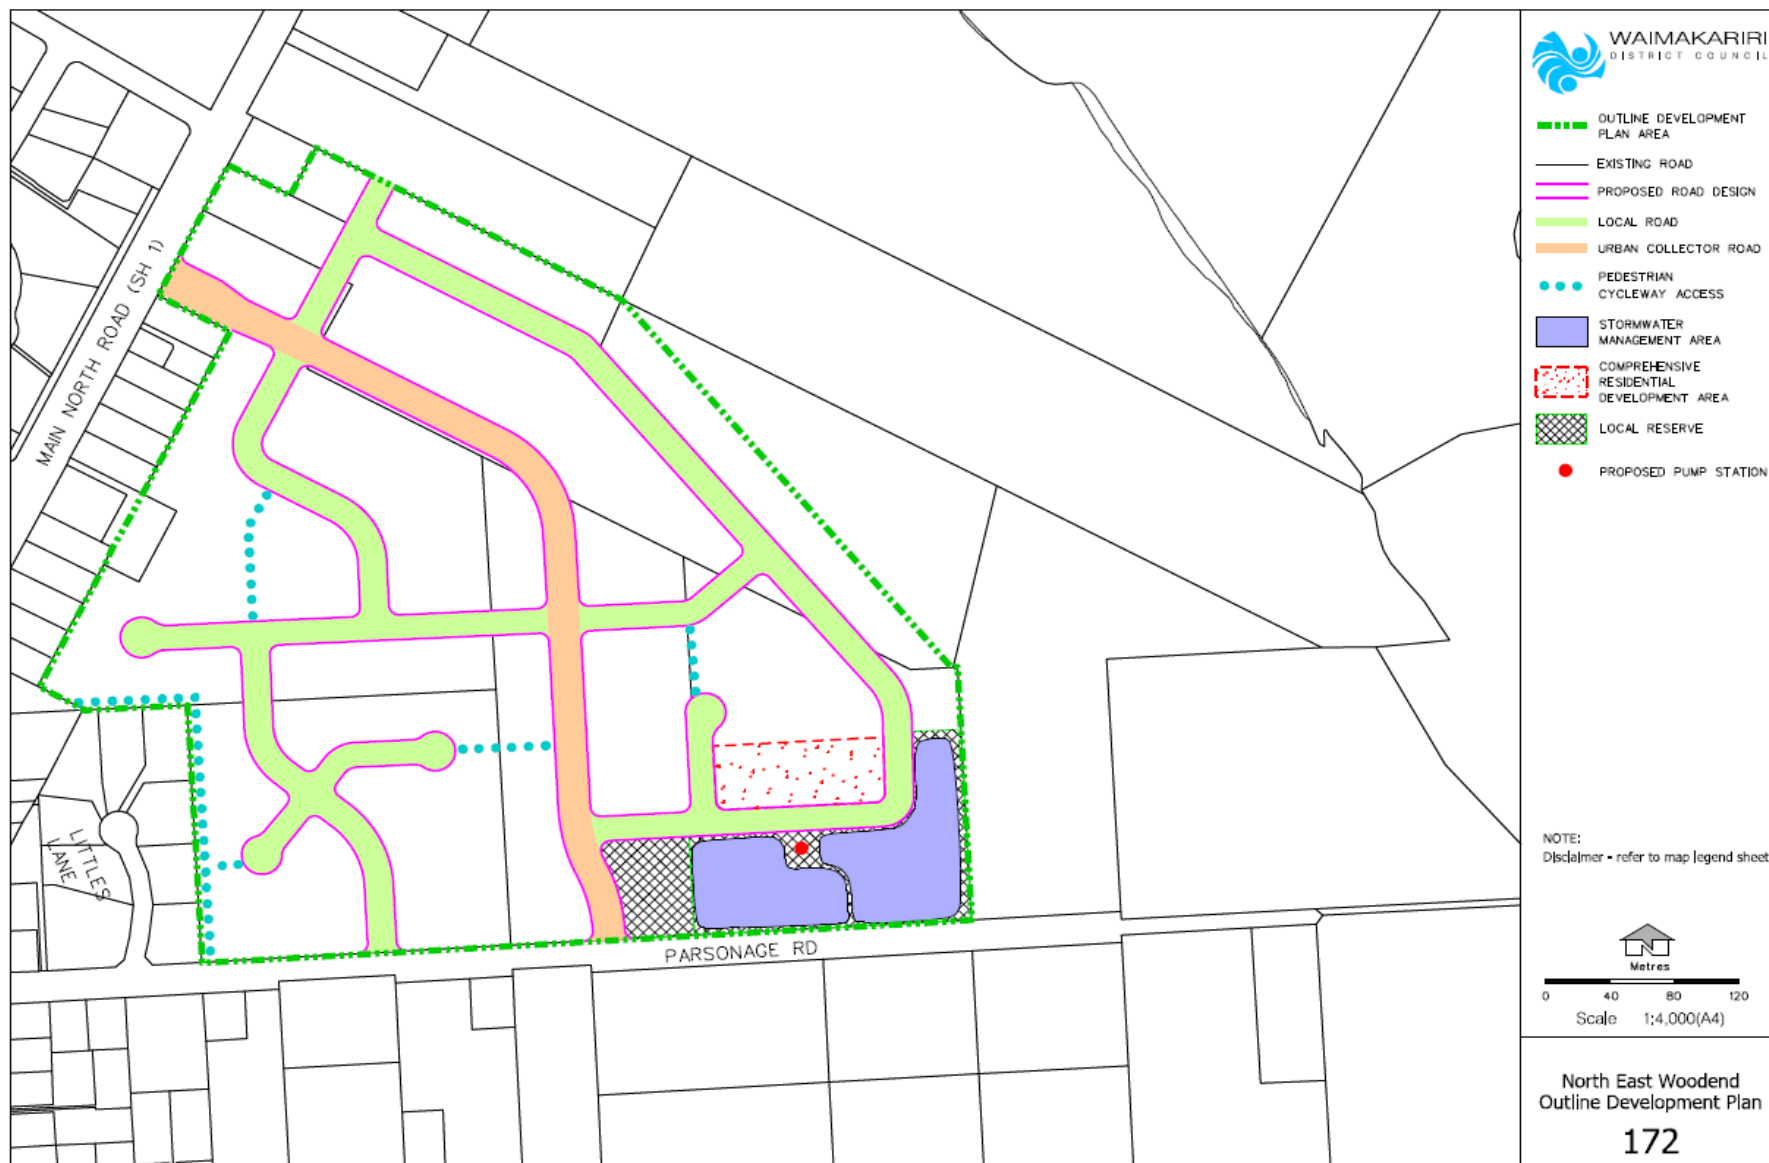 MAIN NORTH ROAD (SH 1)
LITTLES
LANE
PARSONAGE RD
WAIMAKARIRI
DISTRICT COUNCIL
OUTLINE DEVELOPMENT
PLAN AREA
EXISTING ROAD
PROPOSED ROAD DESIGN
LOCAL ROAD
URBAN COLLECTOR ROAD
PEDESTRIAN
CYCLEWAY ACCESS
STORMWATER
MANAGEMENT AREA
COMPREHENSIVE
RESIDENTIAL
DEVELOPMENT AREA
LOCAL RESERVE
PROPOSED PUMP STATION
NOTE:
Disclaimer - refer to map legend sheet
N
Metres
0 40 80 120
Scale 1:4,000(A4)
North East Woodend
Outline Development Plan
172